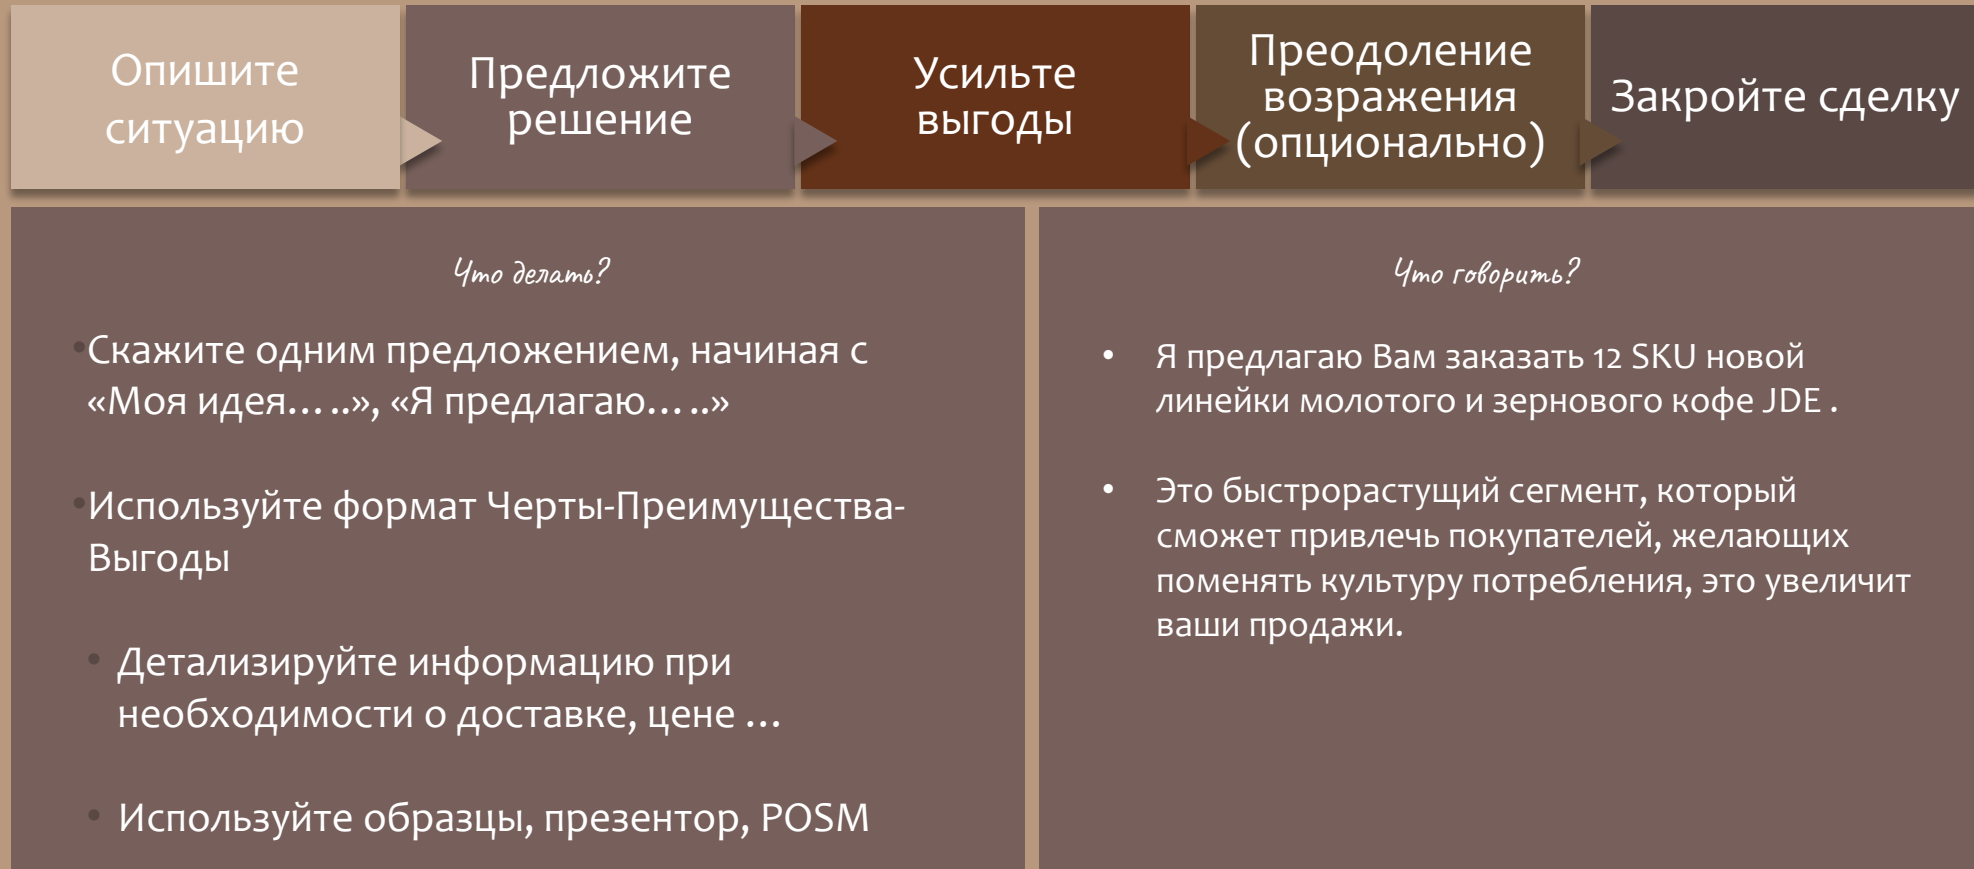 Опишите
ситуацию
Предложите
решение
Усильте
выгоды
Преодоление
возражения
(опционально)
Закройте сделку
Что делать?
•Скажите одним предложением, начиная с
«Моя идея…..», «Я предлагаю…..»
•Используйте формат Черты-Преимущества-
Выгоды
• Детализируйте информацию при
необходимости о доставке, цене …
• Используйте образцы, презентор, POSM
Что говорить?
• Я предлагаю Вам заказать 12 SKU новой
линейки молотого и зернового кофе JDE .
• Это быстрорастущий сегмент, который
сможет привлечь покупателей, желающих
поменять культуру потребления, это увеличит
ваши продажи.